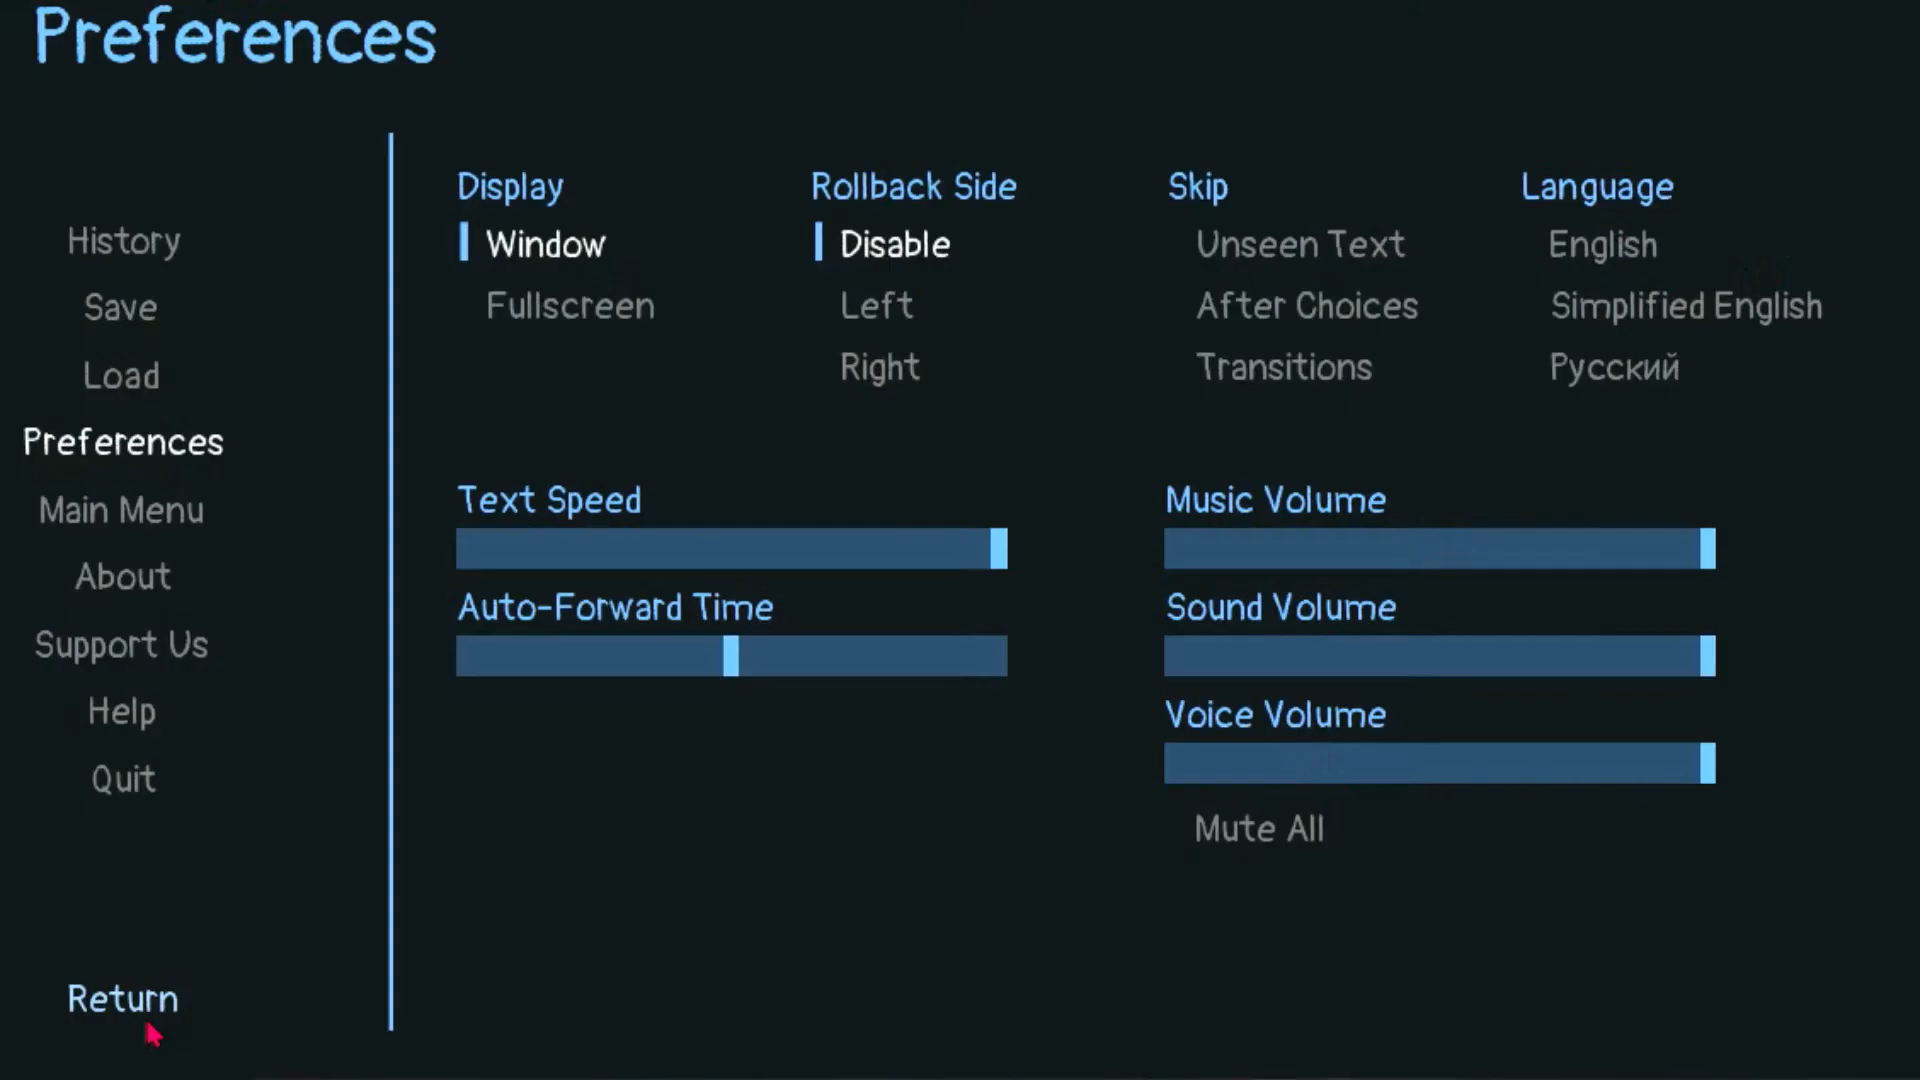 Preferences
History
Save
Load
Preferences
Main Menu
About
Support Us
Help
Quit
Return
Display
Window
Fullscreen
Rollback Side
Disable
Left
Right
Skip
Unseen Text
After Choices
Transitions
Language
English
Simplified English
Русский
Text Speed
Auto-Forward Time
Music Volume
Sound Volume
Voice Volume
Mute All